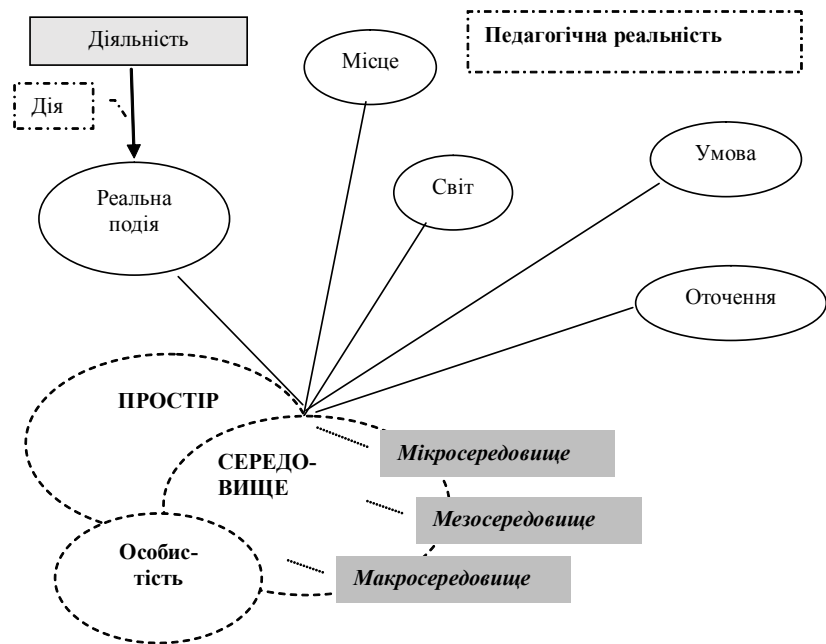 Діяльність
Педагогічна реальність
Місце
Дія
Умова
Світ
Реальна
подія
Оточення
ПРОСТІР
Мікросередовище
СЕРЕДО-
ВИЩЕ
Мезосередовище
Особис-
тість
Макросередовище